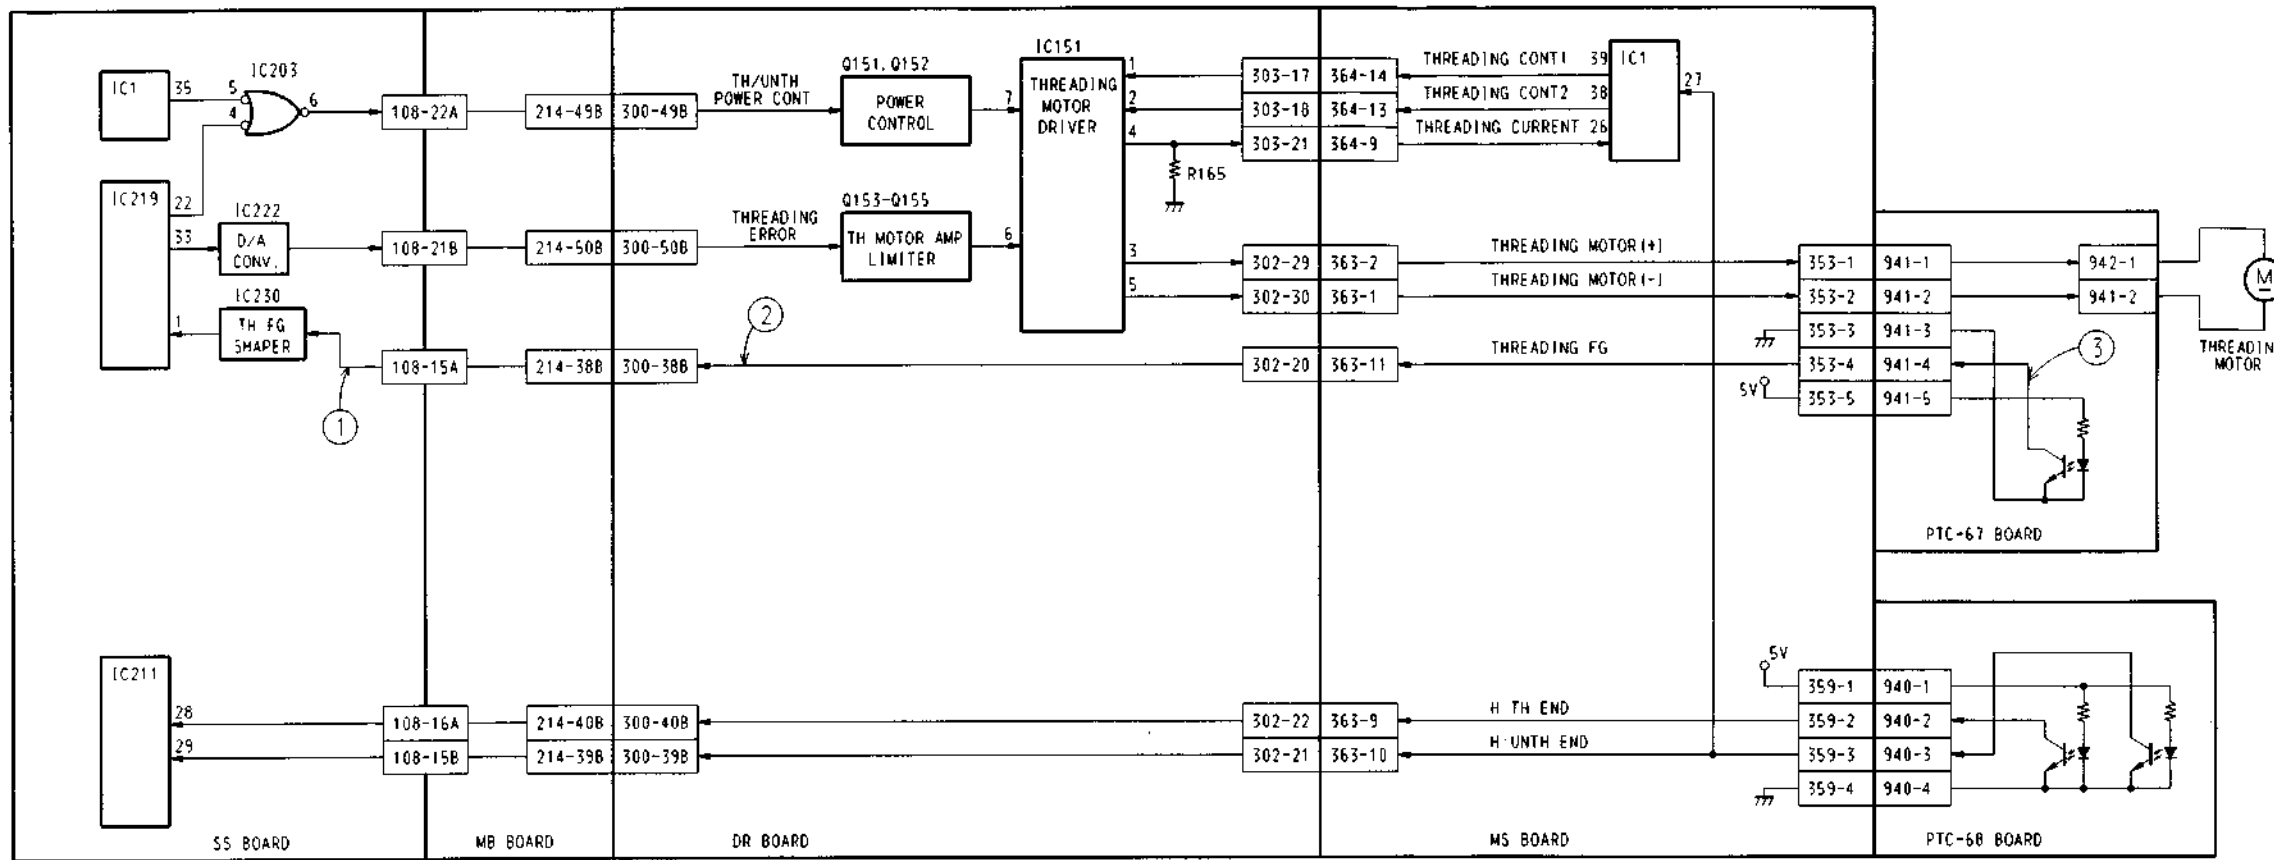 IC1
35
IC203
5
4
6
108-22A
214-49B
300-49B
TH/UNTH
POWER CONT
Q151, Q152
POWER
CONTROL
7
IC151
THREADING
MOTOR
DRIVER
1
2
4
R165
303-17
364-14
303-18
364-13
303-21
364-9
THREADING CONT1
39
THREADING CONT2
38
THREADING CURRENT
26
IC1
27
IC219
22
33
1
IC222
D/A
CONV.
IC230
TH FG
SHAPER
108-21B
214-50B
300-50B
THREADING
ERROR
Q153-Q155
TH MOTOR AMP
LIMITER
6
3
5
302-29
363-2
302-30
363-1
THREADING MOTOR(+)
THREADING MOTOR(-)
353-1
941-1
353-2
941-2
353-3
941-3
353-4
941-4
5V
353-5
941-5
942-1
941-2
M
THREADIN
MOTOR
1
108-15A
214-38B
300-38B
2
302-20
363-11
THREADING FG
3
PTC-67 BOARD
IC211
28
29
108-16A
214-40B
300-40B
108-15B
214-39B
300-39B
302-22
363-9
302-21
363-10
H TH END
H UNTH END
5V
359-1
940-1
359-2
940-2
359-3
940-3
359-4
940-4
SS BOARD
MB BOARD
DR BOARD
MS BOARD
PTC-68 BOARD